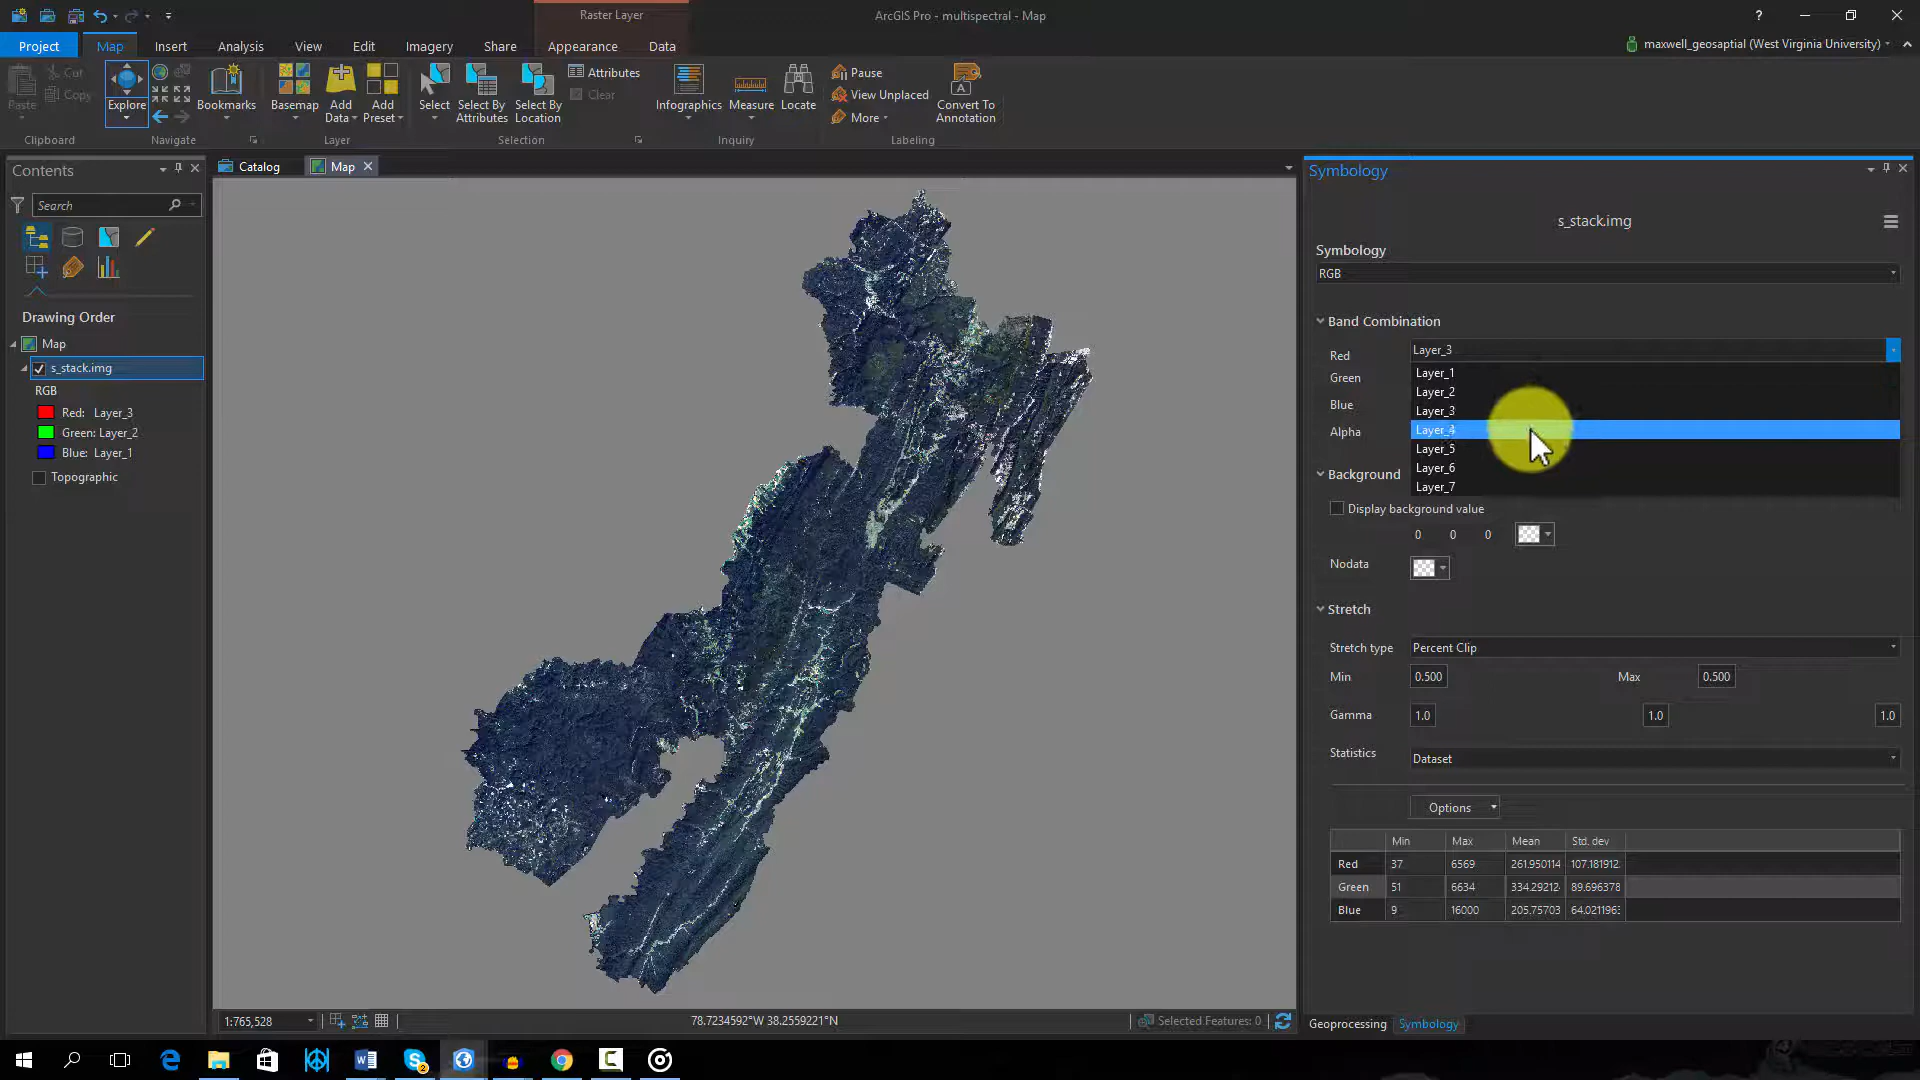 Raster Layer
ArcGIS Pro - multispectral - Map
?
Project Map Insert Analysis View Edit Imagery Share Appearance Data
maxwell_geosaptial (West Virginia University)
Paste Cut Copy
Explore
Bookmarks
Basemap
Add Data
Add Preset
Select
Select By Attributes
Select By Location
Attributes
Clear
Infographics
Measure
Locate
Pause
View Unplaced
More
Convert To Annotation
Clipboard Navigate Layer Selection Inquiry Labeling
Contents
Search
Drawing Order
Map
s_stack.img
RGB
Red: Layer_3
Green: Layer_2
Blue: Layer_1
Topographic
Catalog Map
1:765,528
78.7234592°W 38.2559221°N
Selected Features: 0
Symbology
s_stack.img
Symbology
RGB
Band Combination
Red Layer_3
Green
Blue
Alpha
Layer_1
Layer_2
Layer_3
Layer_4
Layer_5
Layer_6
Layer_7
Background
Display background value
0 0 0
Nodata
Stretch
Stretch type Percent Clip
Min 0.500 Max 0.500
Gamma 1.0 1.0 1.0
Statistics Dataset
Options
Min Max Mean Std. dev
Red 37 6569 261.950114 107.181912
Green 51 6634 334.29212 89.696378
Blue 9 16000 205.75703 64.021196
Geoprocessing Symbology
2